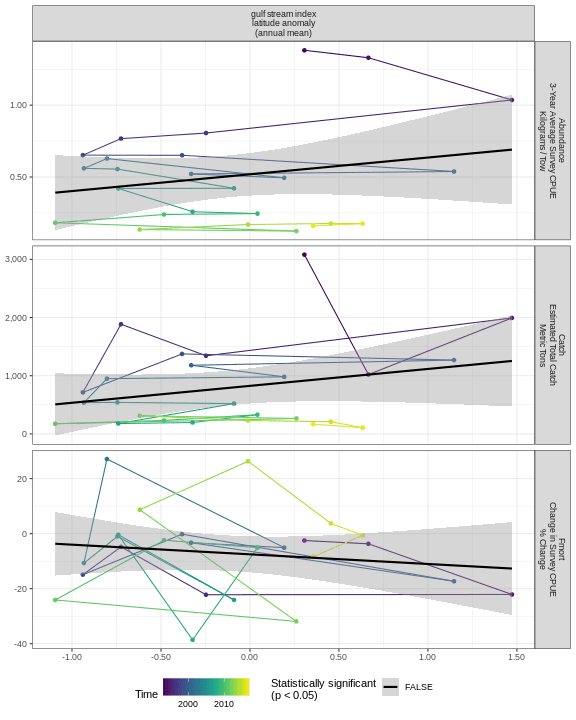 gulf stream index
latitude anomaly
(annual mean)
1.00
0.50
Abundance
3-Year Average Survey CPUE
Kilograms / Tow
3,000
2,000
1,000
0
Catch
Estimated Total Catch
Metric Tons
20
0
-20
-40
Fmort
Change in Survey CPUE
% Change
-1.00
-0.50
0.00
0.50
1.00
1.50
Time
2000
2010
Statistically significant
(p < 0.05)
FALSE